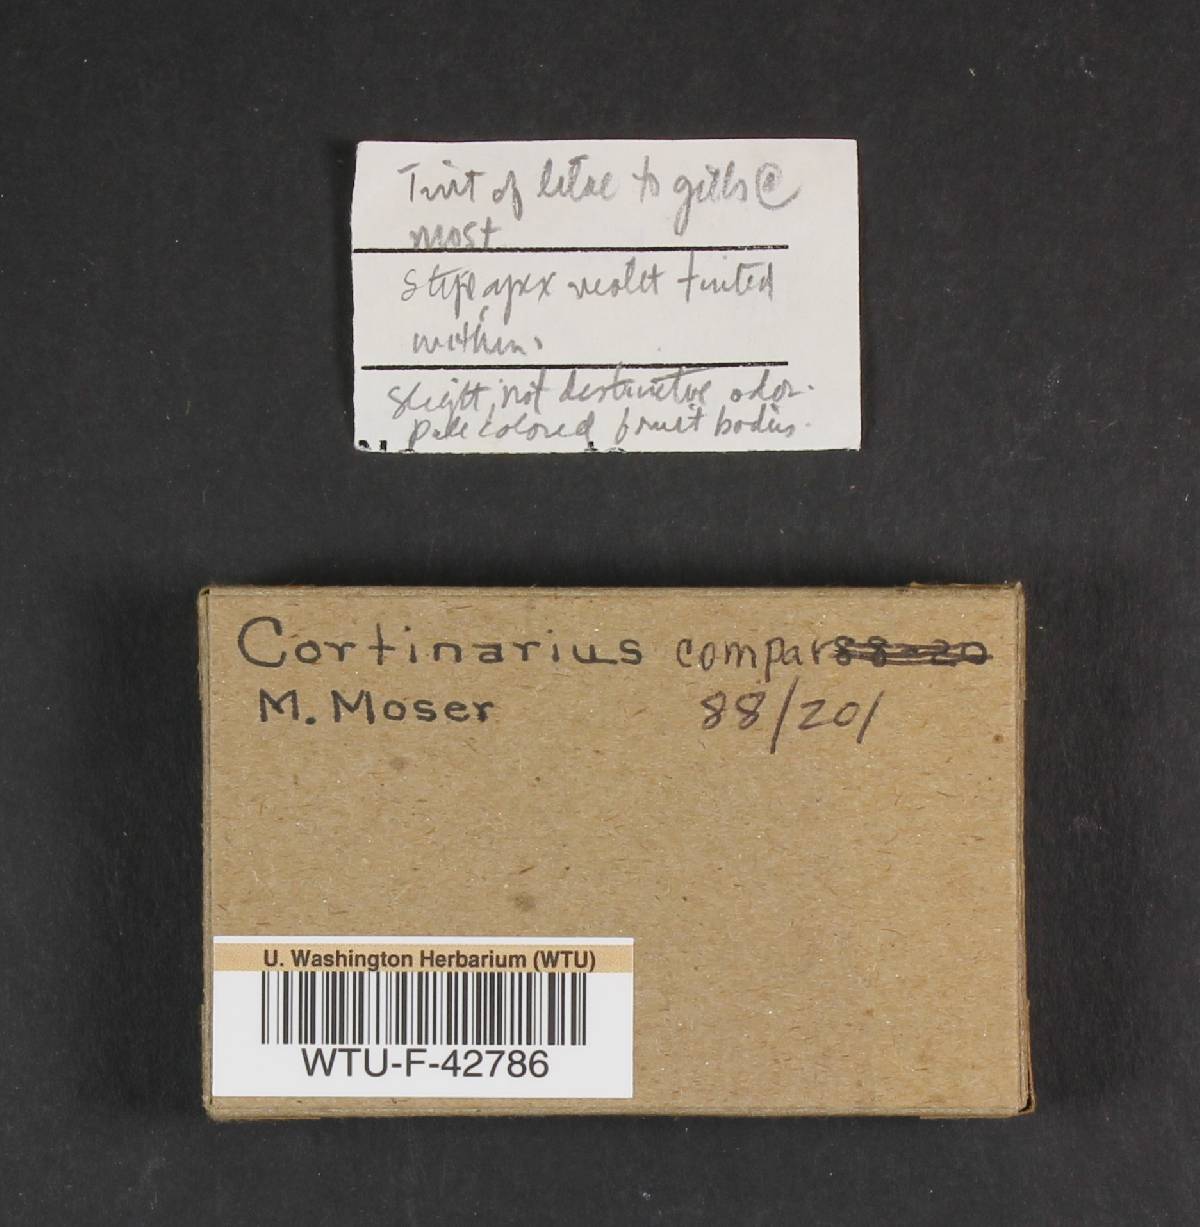 Tint of lilac to gills @
most
Stipe apex violet tinted
within.
Slight, not distinctive odor.
Pale colored fruit bodies.
Cortinarius compar
M. Moser 88/201
U. Washington Herbarium (WTU)
WTU-F-42786